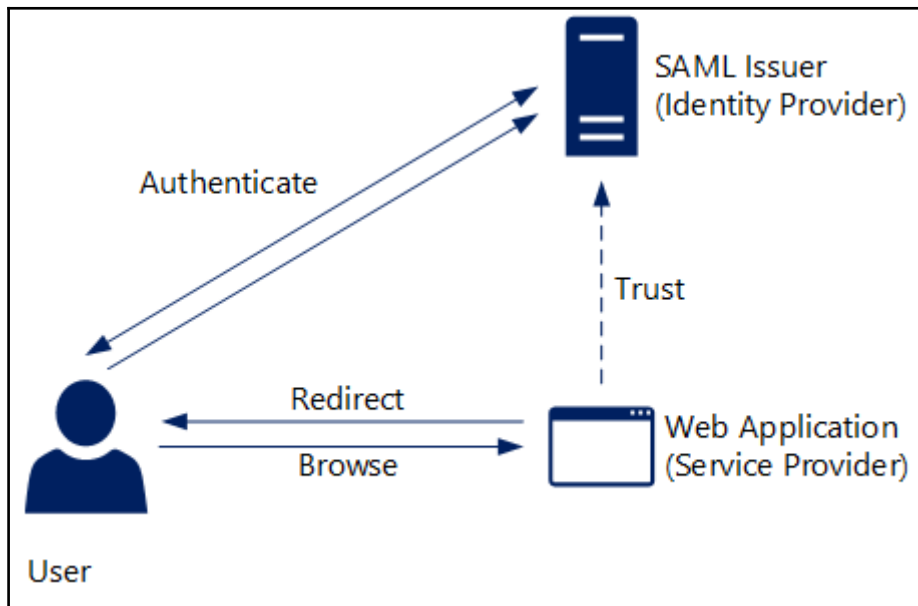 SAML Issuer
(Identity Provider)
Authenticate
Trust
Redirect
Browse
Web Application
(Service Provider)
User